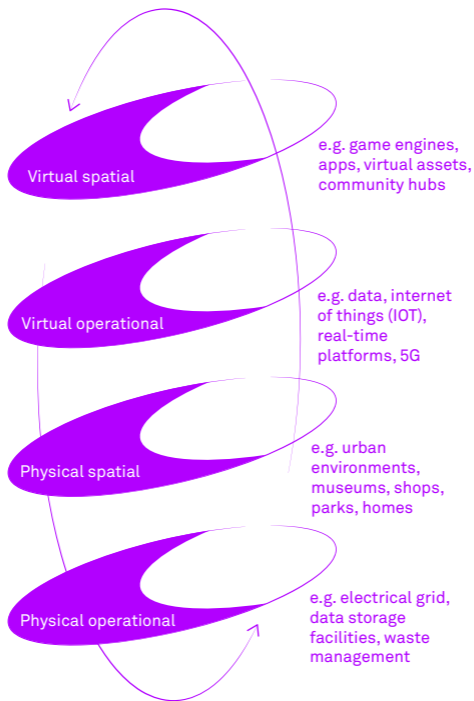 Virtual spatial
e.g. game engines,
apps, virtual assets,
community hubs
Virtual operational
e.g. data, internet
of things (IOT),
real-time
platforms, 5G
Physical spatial
e.g. urban
environments,
museums, shops,
parks, homes
Physical operational
e.g. electrical grid,
data storage
facilities, waste
management